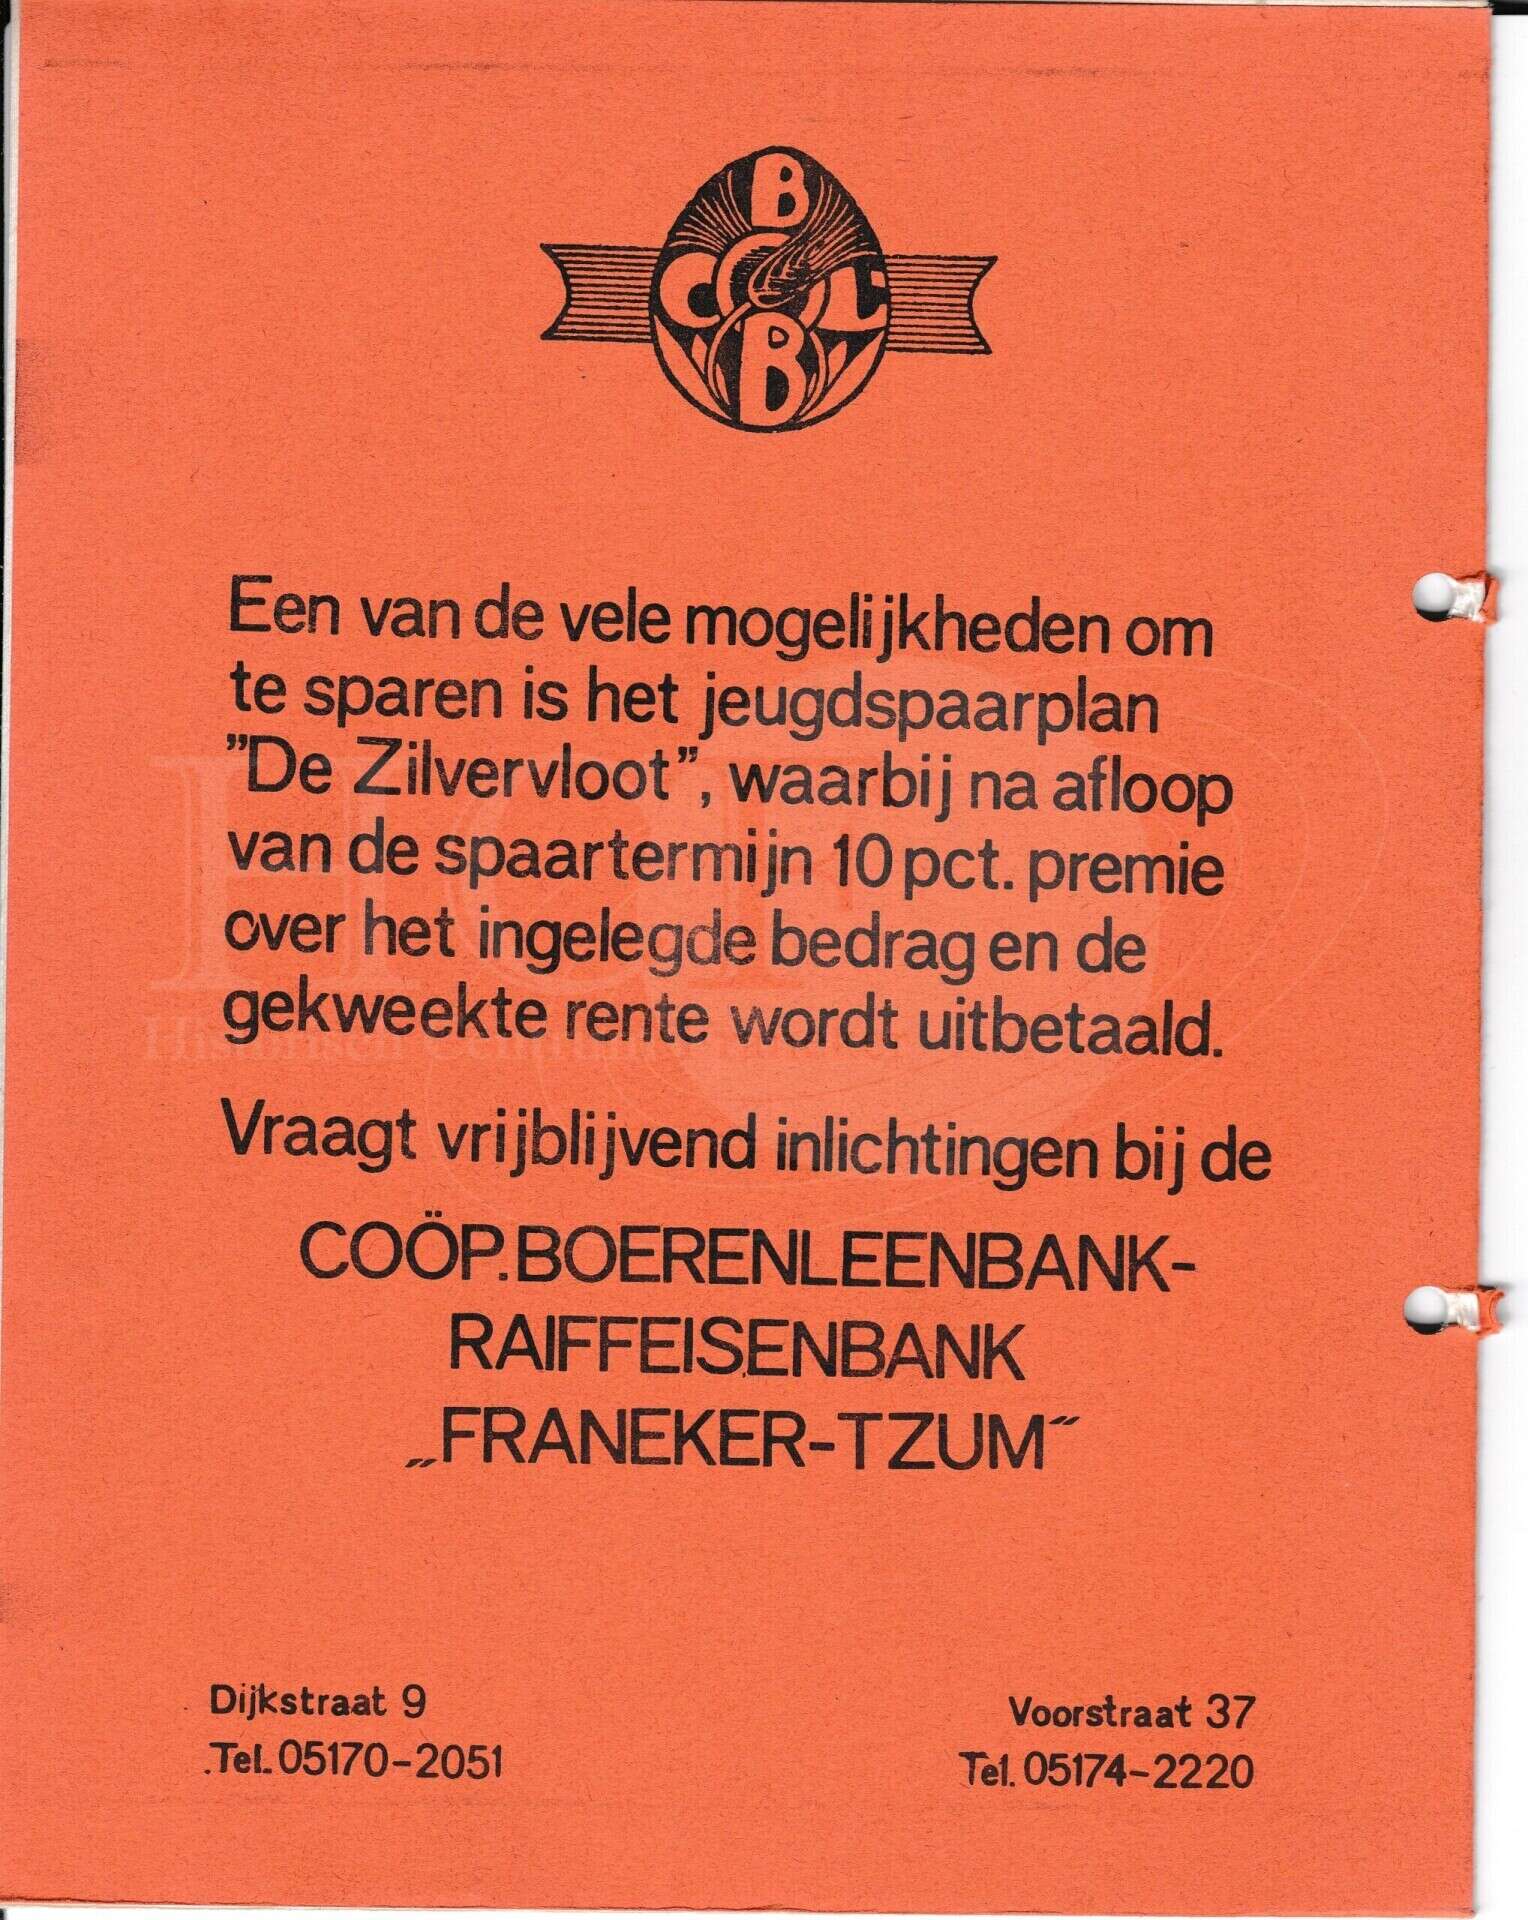 B
C O L
B
Een van de vele mogelijkheden om
te sparen is het jeugdspaarplan
”De Zilvervloot”, waarbij na afloop
van de spaartermijn 10 pct. premie
over het ingelegde bedrag en de
gekweekte rente wordt uitbetaald.
Vraagt vrijblijvend inlichtingen bij de
COÖP. BOERENLEENBANK-
RAIFFEISENBANK
„FRANEKER-TZUM“
Dijkstraat 9
Tel. 05170-2051
Voorstraat 37
Tel. 05174-2220